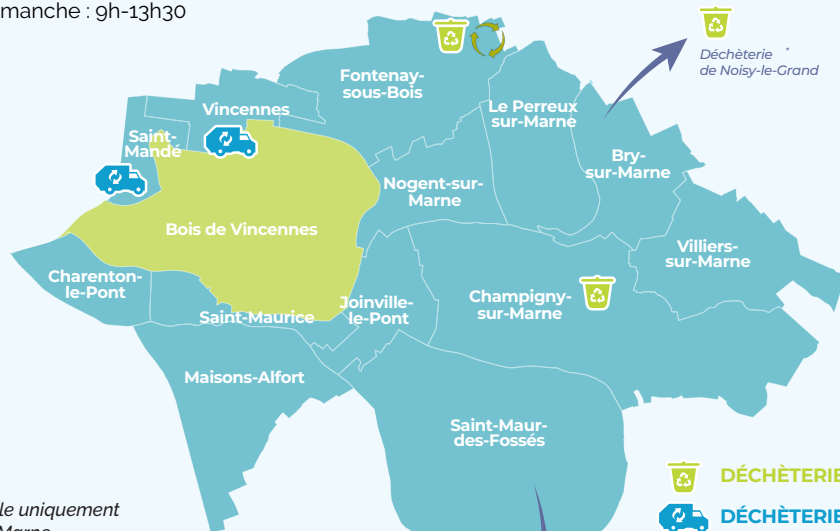 manche : 9h-13h30
Déchèterie *
de Noisy-le-Grand
Fontenay-
sous-Bois
Vincennes
Le Perreux
sur-Marne
Saint-
Mandé
Bry-
sur-Marne
Nogent-sur-
Marne
Bois de Vincennes
Villiers-
sur-Marne
Charenton-
le-Pont
Joinville-
le-Pont
Champigny-
sur-Marne
Saint-Maurice
Maisons-Alfort
Saint-Maur-
des-Fossés
DÉCHÈTERIE
le uniquement
DÉCHÈTERIE
Marne